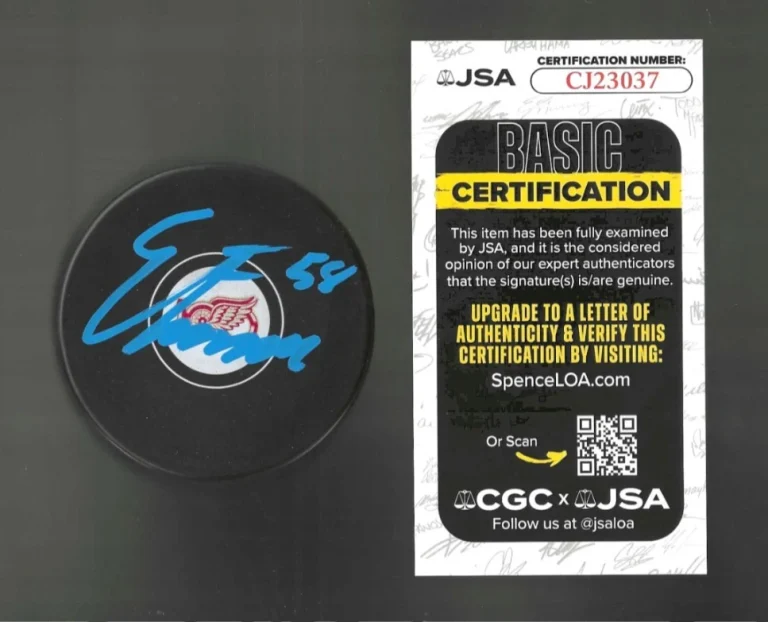 58
JSA
CERTIFICATION NUMBER:
CJ23037
BASIC
CERTIFICATION
This item has been fully examined
by JSA, and it is the considered
opinion of our expert authenticators
that the signature(s) is/are genuine.
UPGRADE TO A LETTER OF
AUTHENTICITY & VERIFY THIS
CERTIFICATION BY VISITING:
SpenceLOA.com
Or Scan
CGC x JSA
Follow us at @jsaloa